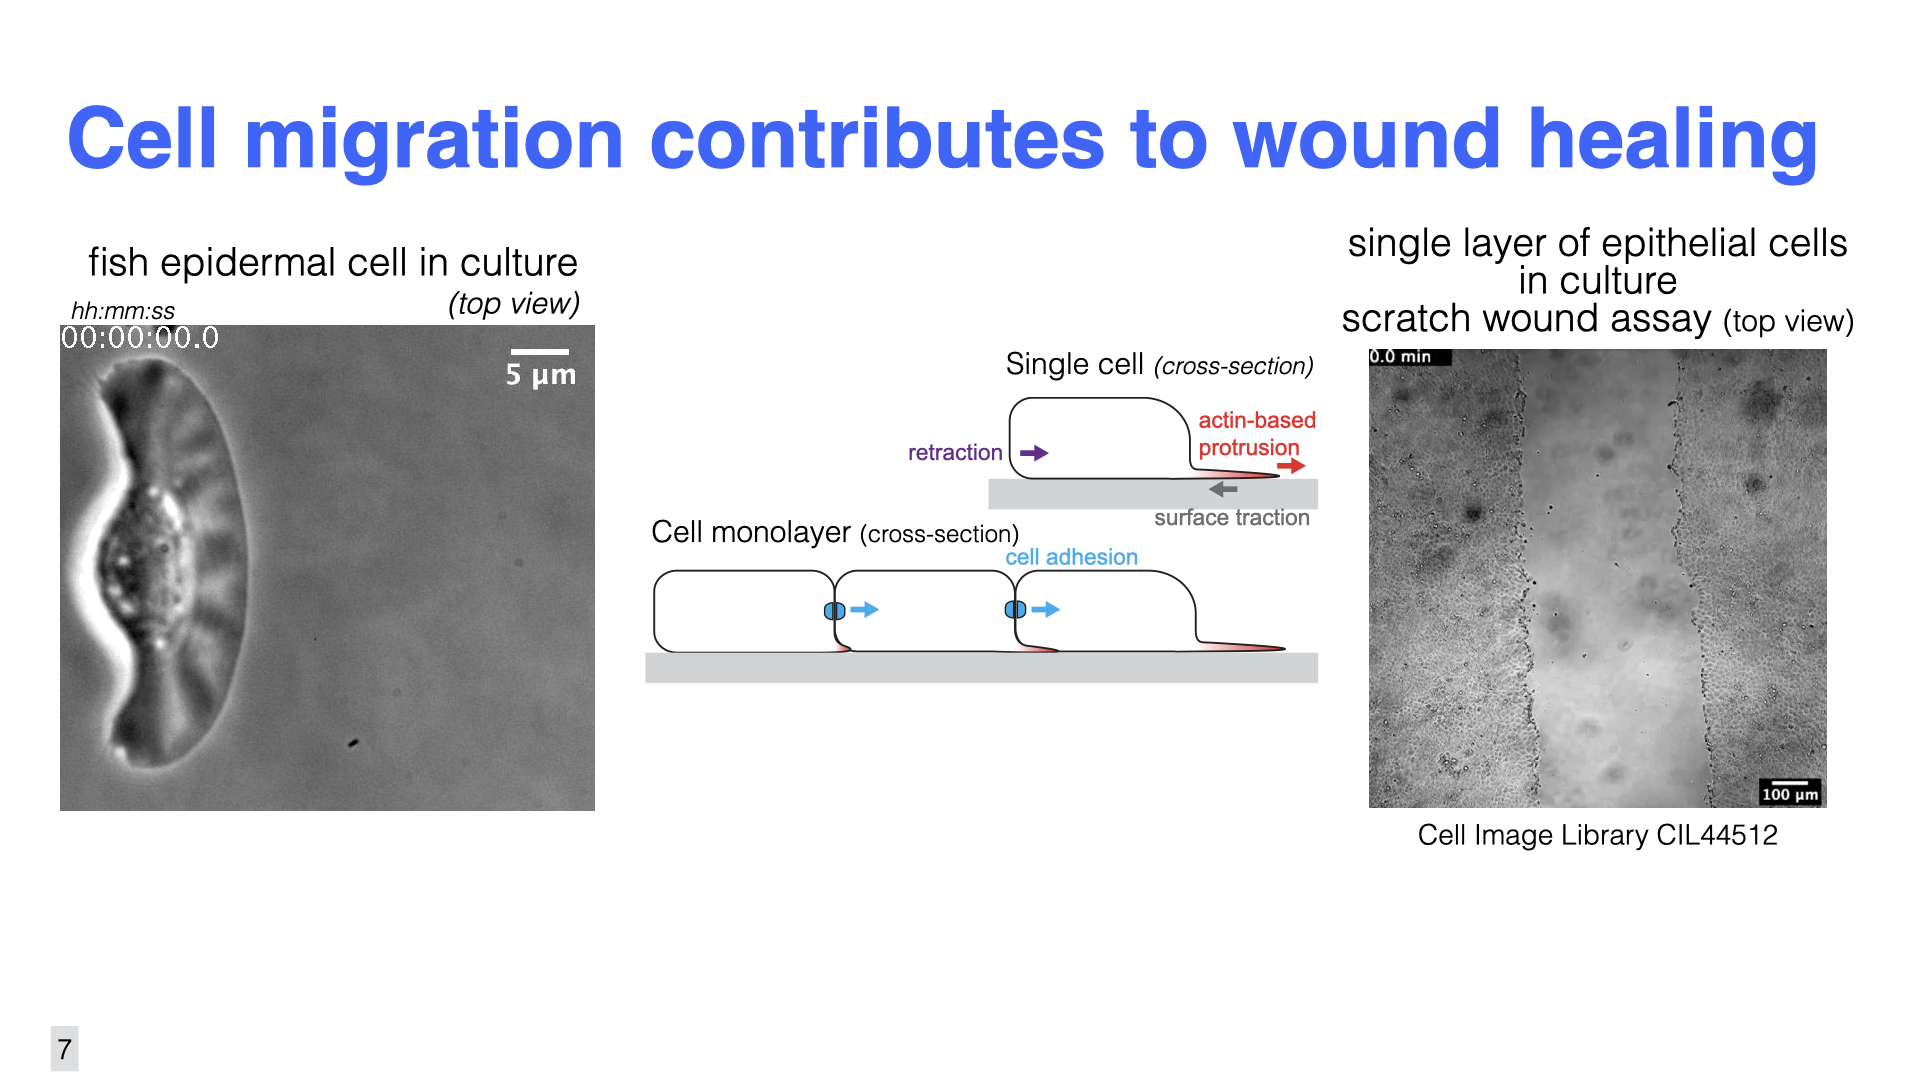 Cell migration contributes to wound healing
fish epidermal cell in culture
(top view)
hh:mm:ss
00:00:00.0
5 µm
Single cell (cross-section)
retraction
actin-based
protrusion
surface traction
Cell monolayer (cross-section)
cell adhesion
single layer of epithelial cells
in culture
scratch wound assay (top view)
0.0 min
100 µm
Cell Image Library CIL44512
7